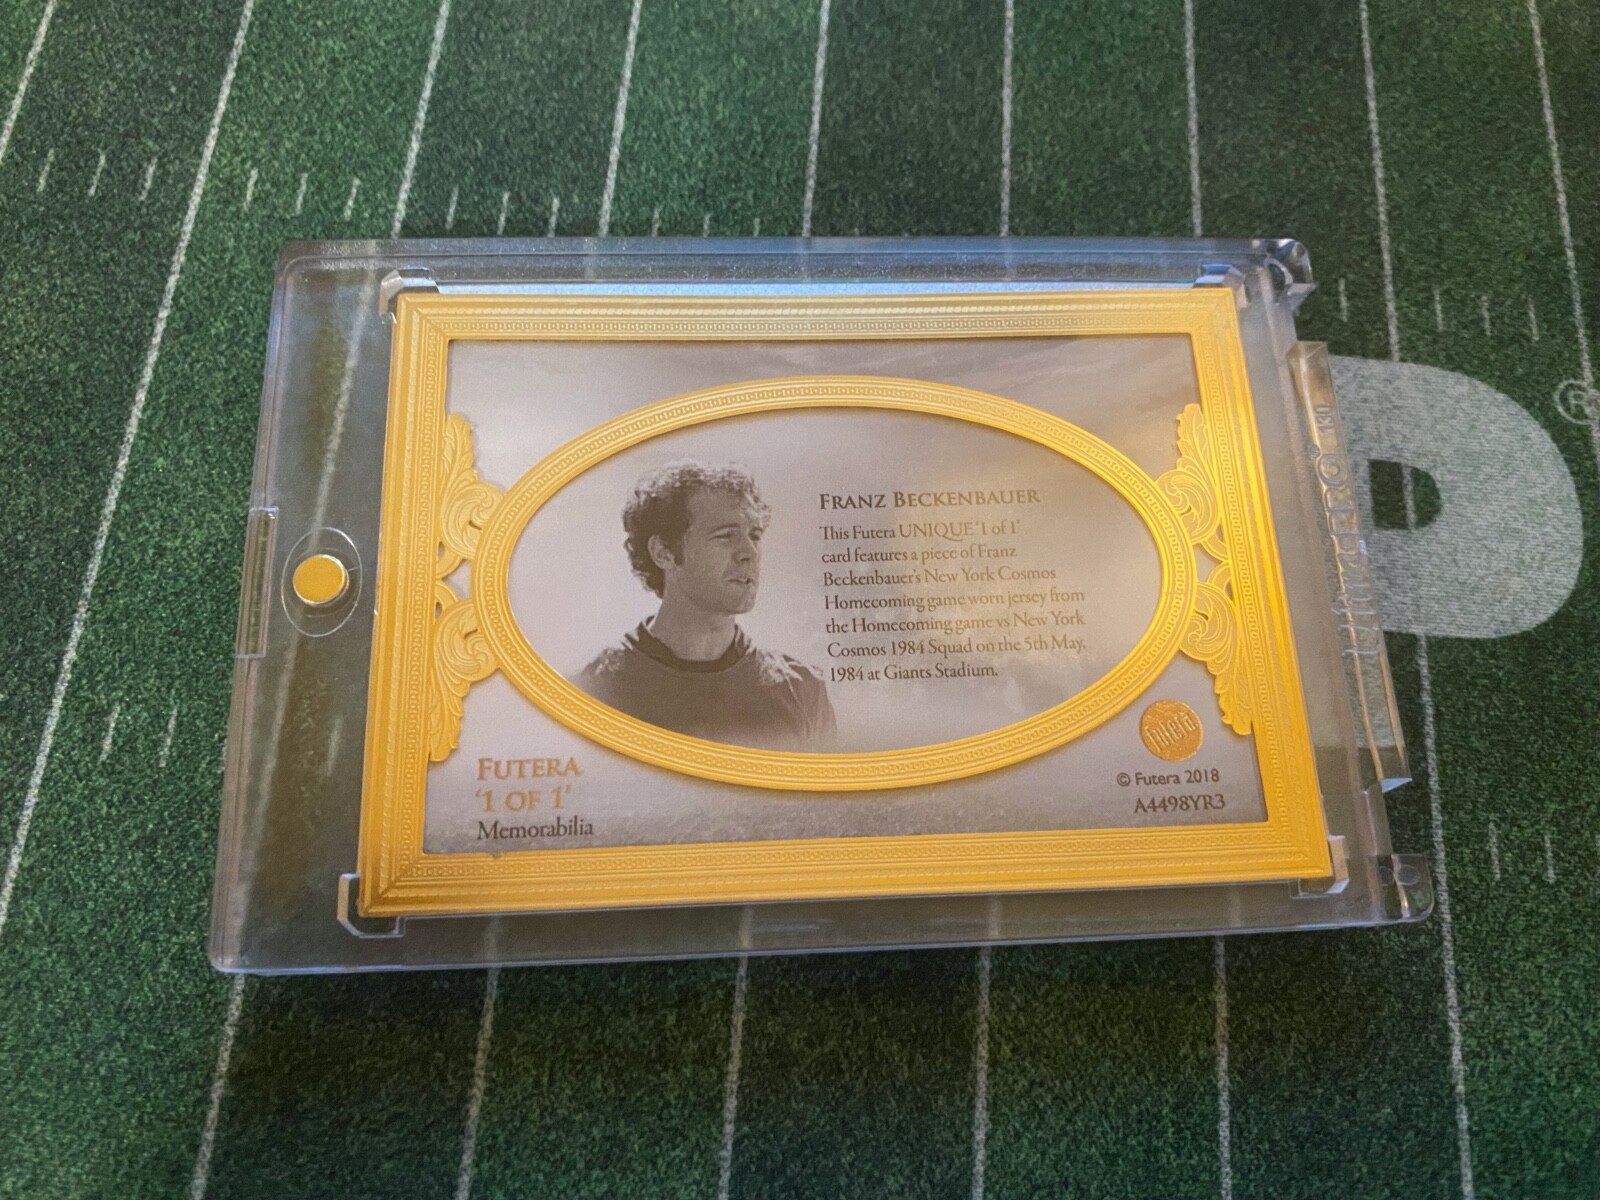 FRANZ BECKENBAUER
This Futera UNIQUE '1 of 1'
card features a piece of Franz
Beckenbauer's New York Cosmos
Homecoming game worn jersey from
the Homecoming game vs New York
Cosmos 1984 Squad on the 5th May,
1984 at Giants Stadium.
FUTERA
'1 OF 1'
Memorabilia
futera
© Futera 2018
A4498YR3
130
P
®